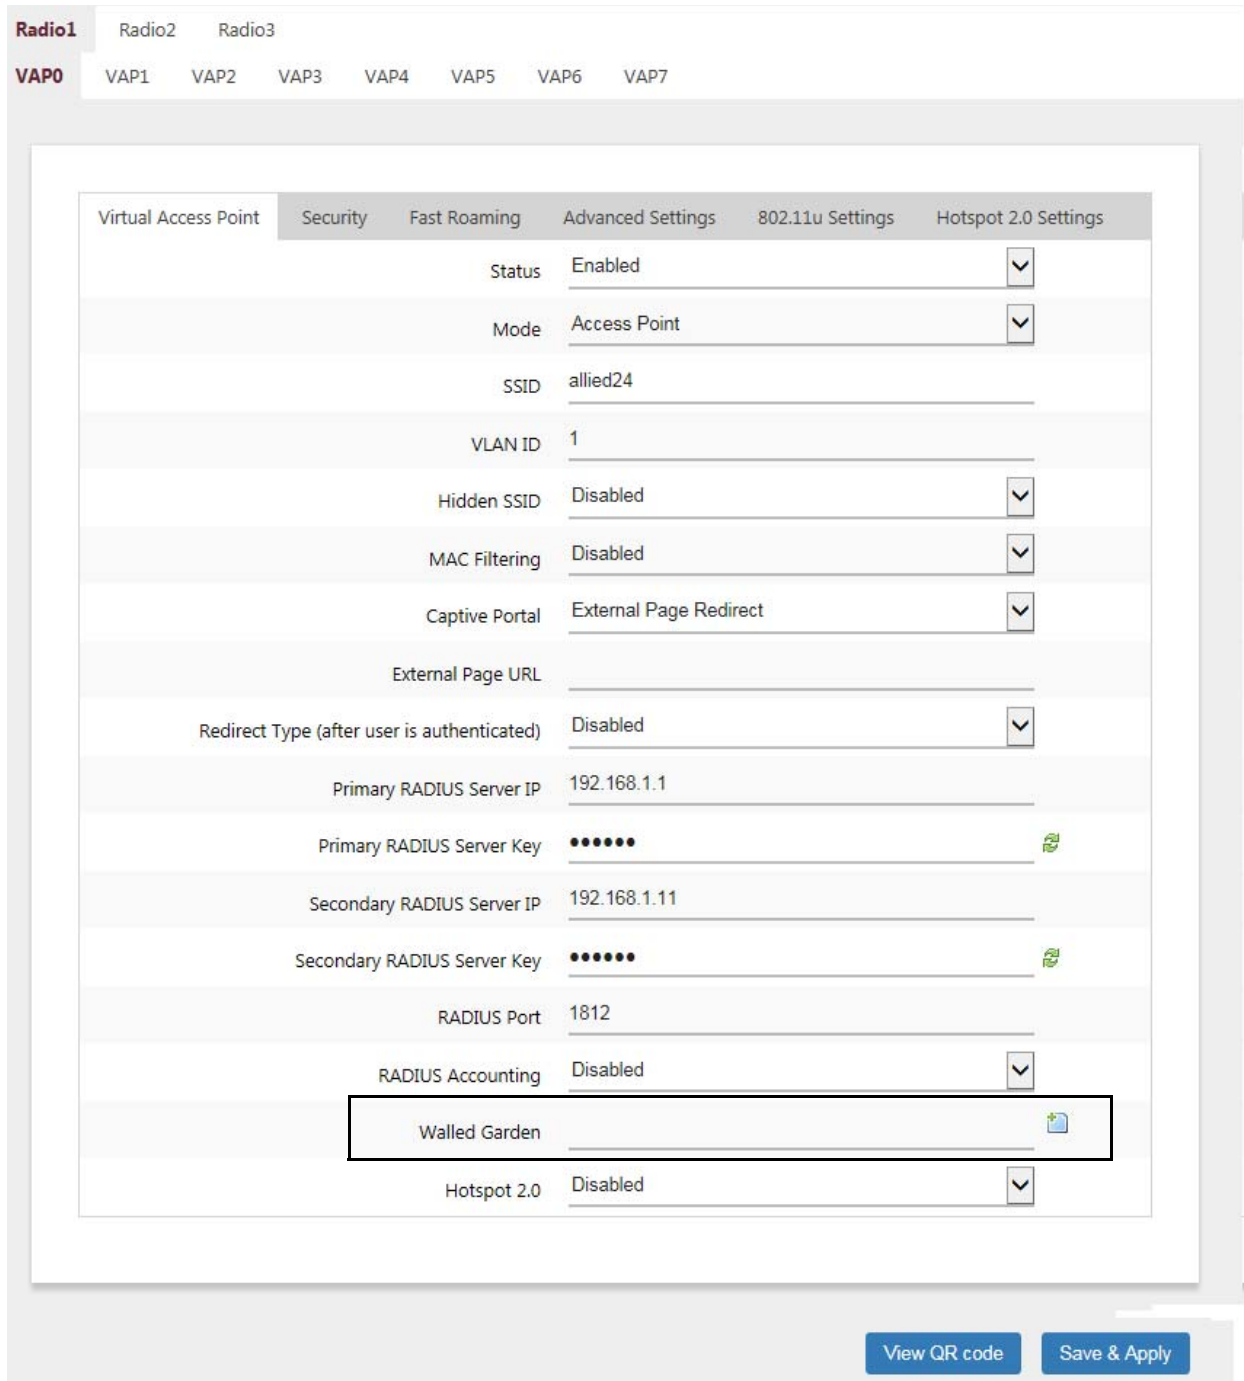 Radio1 Radio2 Radio3
VAP0 VAP1 VAP2 VAP3 VAP4 VAP5 VAP6 VAP7
Virtual Access Point Security Fast Roaming Advanced Settings 802.11u Settings Hotspot 2.0 Settings
Status Enabled
Mode Access Point
SSID allied24
VLAN ID 1
Hidden SSID Disabled
MAC Filtering Disabled
Captive Portal External Page Redirect
External Page URL
Redirect Type (after user is authenticated) Disabled
Primary RADIUS Server IP 192.168.1.1
Primary RADIUS Server Key ••••••
Secondary RADIUS Server IP 192.168.1.11
Secondary RADIUS Server Key ••••••
RADIUS Port 1812
RADIUS Accounting Disabled
Walled Garden
Hotspot 2.0 Disabled
View QR code Save & Apply